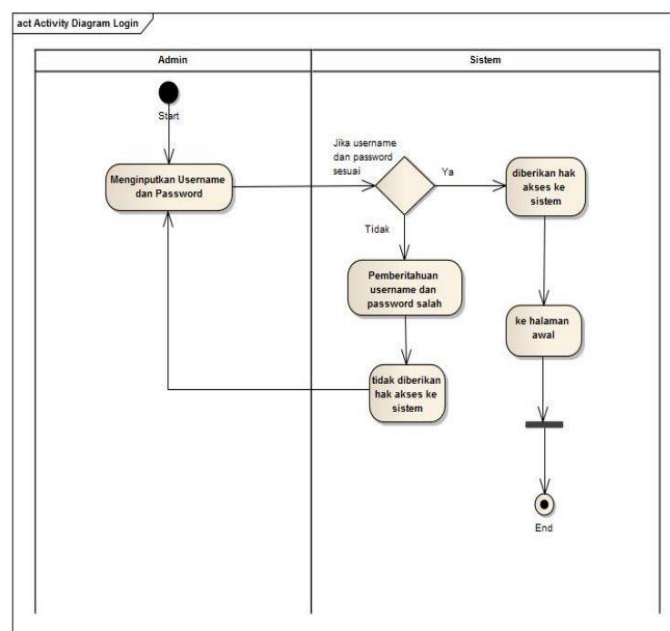 act Activity Diagram Login
Admin
Sistem
Start
Menginputkan Username
dan Password
Jika username
dan password
sesuai
Ya
diberikan hak
akses ke
sistem
Tidak
Pemberitahuan
username dan
password salah
ke halaman
awal
tidak diberikan
hak akses ke
sistem
End